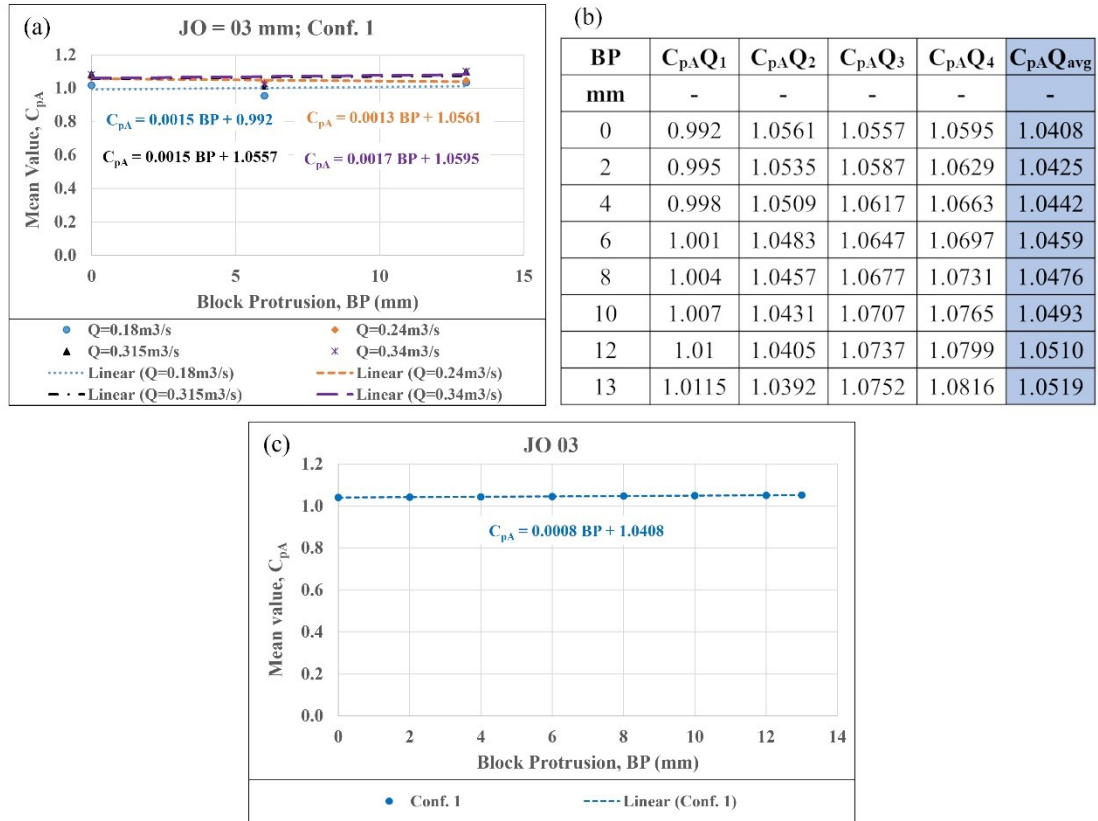 (a)
JO = 03 mm; Conf. 1
Mean Value, CpA
1.2
1.0
0.8
0.6
0.4
0.2
0.0
CpA = 0.0015 BP + 0.992
CpA = 0.0013 BP + 1.0561
CpA = 0.0015 BP + 1.0557
CpA = 0.0017 BP + 1.0595
0 5 10 15
Block Protrusion, BP (mm)
Q=0.18m3/s Q=0.24m3/s
Q=0.315m3/s Q=0.34m3/s
Linear (Q=0.18m3/s) Linear (Q=0.24m3/s)
Linear (Q=0.315m3/s) Linear (Q=0.34m3/s)
(b)
BP CpAQ1 CpAQ2 CpAQ3 CpAQ4 CpAQavg
mm - - - - -
0 0.992 1.0561 1.0557 1.0595 1.0408
2 0.995 1.0535 1.0587 1.0629 1.0425
4 0.998 1.0509 1.0617 1.0663 1.0442
6 1.001 1.0483 1.0647 1.0697 1.0459
8 1.004 1.0457 1.0677 1.0731 1.0476
10 1.007 1.0431 1.0707 1.0765 1.0493
12 1.01 1.0405 1.0737 1.0799 1.0510
13 1.0115 1.0392 1.0752 1.0816 1.0519
(c)
JO 03
Mean value, CpA
1.2
1.0
0.8
0.6
0.4
0.2
0.0
CpA = 0.0008 BP + 1.0408
0 2 4 6 8 10 12 14
Block Protrusion, BP (mm)
Conf. 1 Linear (Conf. 1)